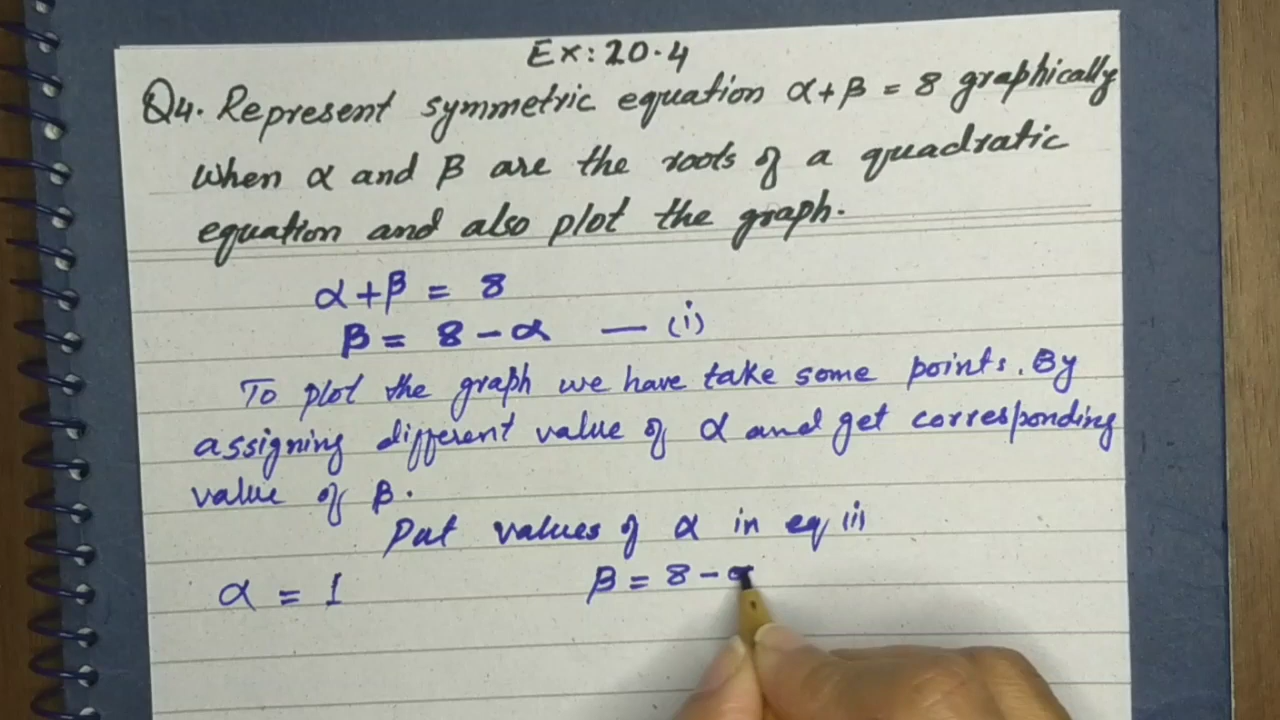 Ex: 20.4
Q4. Represent symmetric equation α+β = 8 graphically
when α and β are the roots of a quadratic
equation and also plot the graph.
α+β = 8
β = 8-α — (i)
To plot the graph we have take some points. By
assigning different value of α and get corresponding
value of β.
Put values of α in eq (i)
α = 1 β = 8-α